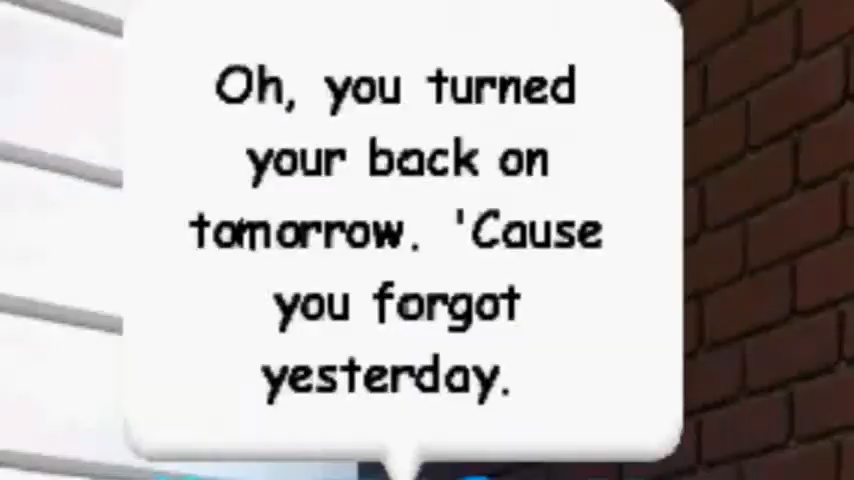 Oh, you turned
your back on
tomorrow. 'Cause
you forgot
yesterday.